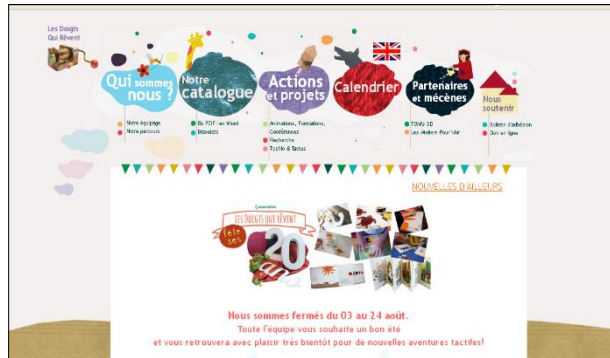 Les Doigts
Qui Rêvent
Qui sommes
nous ?
Notre
catalogue
Actions
et projets
Calendrier
Partenaires
et mécènes
Nous
soutenir
Notre équipage
Notre parcours
En PDF / en Word
Bracelets
Animations, Formations,
Conférences
Recherche
Typhlo & Tactus
TOMs 3D
Les Ateliers Pour Voir
Bulletin d'adhésion
Don en ligne
NOUVELLES D'AILLEURS
L'association
LES DOIGTS QUI RÊVENT
fête
ses
20
ans
Nous sommes fermés du 03 au 24 août.
Toute l'équipe vous souhaite un bon été
et vous retrouvera avec plaisir très bientôt pour de nouvelles aventures tactiles!